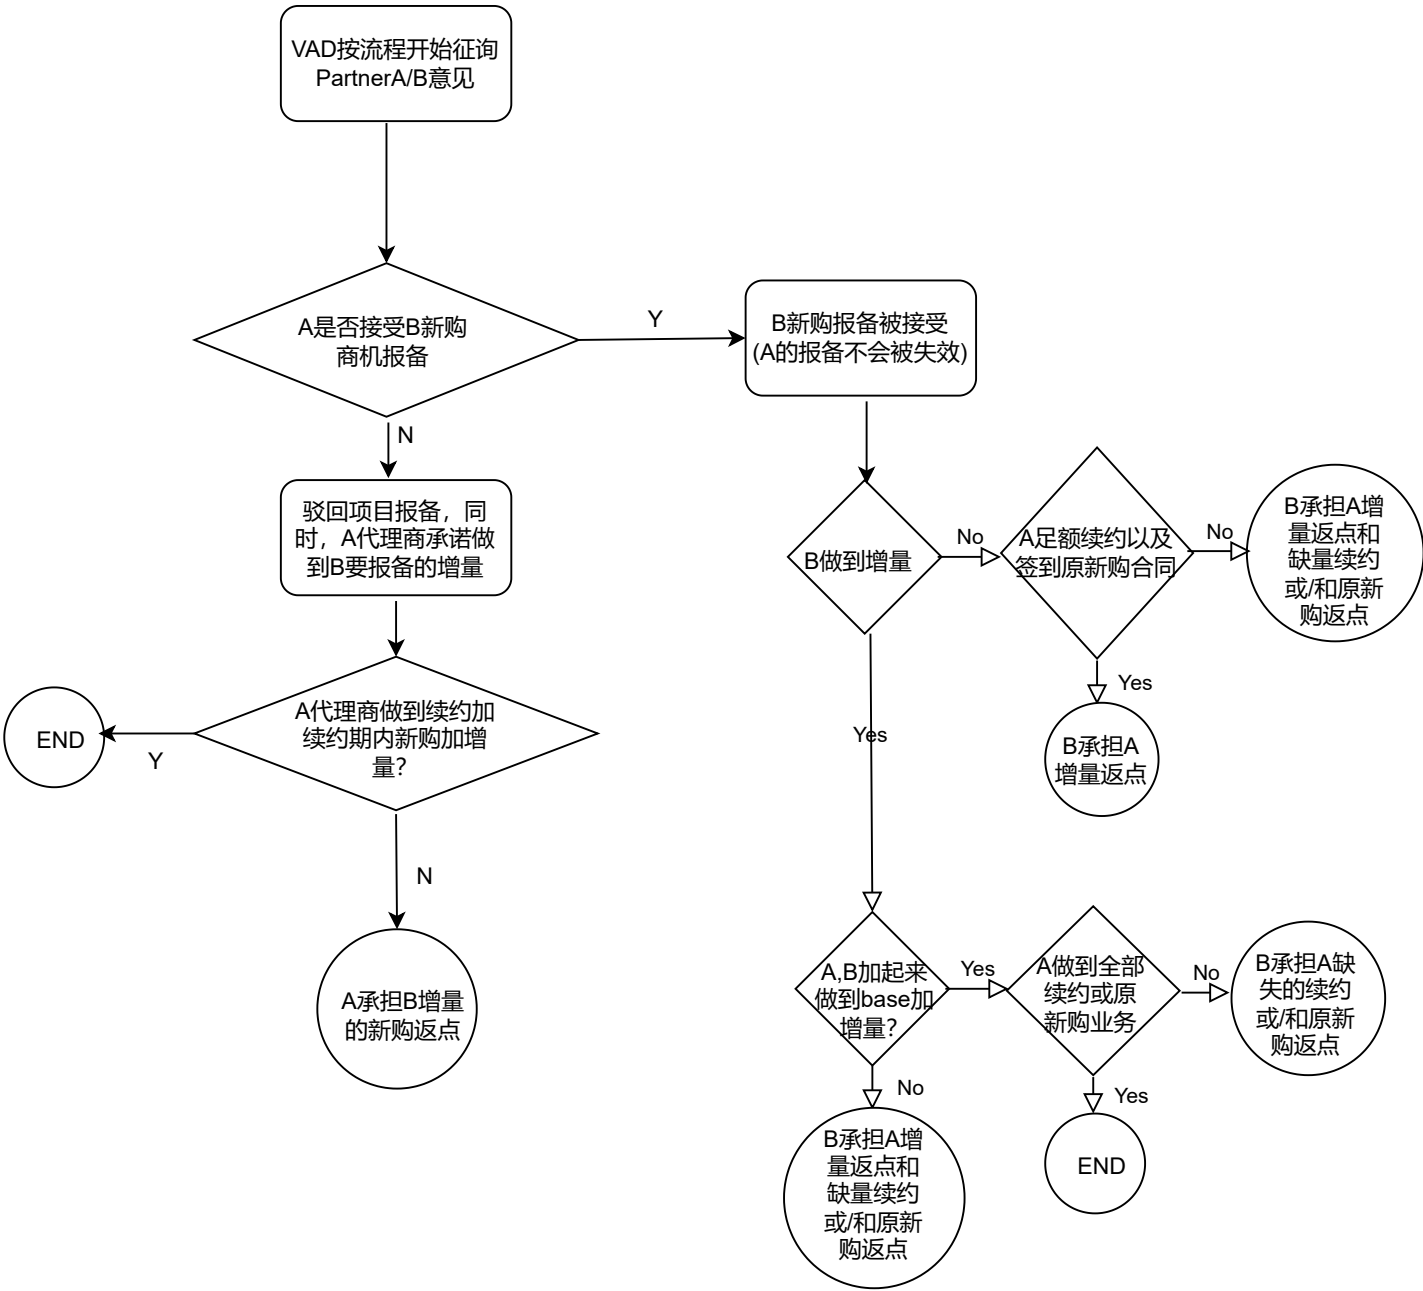 VAD按流程开始征询
PartnerA/B意见
A是否接受B新购
商机报备
Y
B新购报备被接受
(A的报备不会被失效)
N
驳回项目报备，同
时，A代理商承诺做
到B要报备的增量
B做到增量
No
A足额续约以及
签到原新购合同
No
B承担A增
量返点和
缺量续约
或/和原新
购返点
Yes
B承担A
增量返点
A代理商做到续约加
续约期内新购加增
量?
Y
END
N
A承担B增量
的新购返点
Yes
A,B加起来
做到base加
增量?
Yes
A做到全部
续约或原
新购业务
No
B承担A缺
失的续约
或/和原新
购返点
No
B承担A增
量返点和
缺量续约
或/和原新
购返点
Yes
END